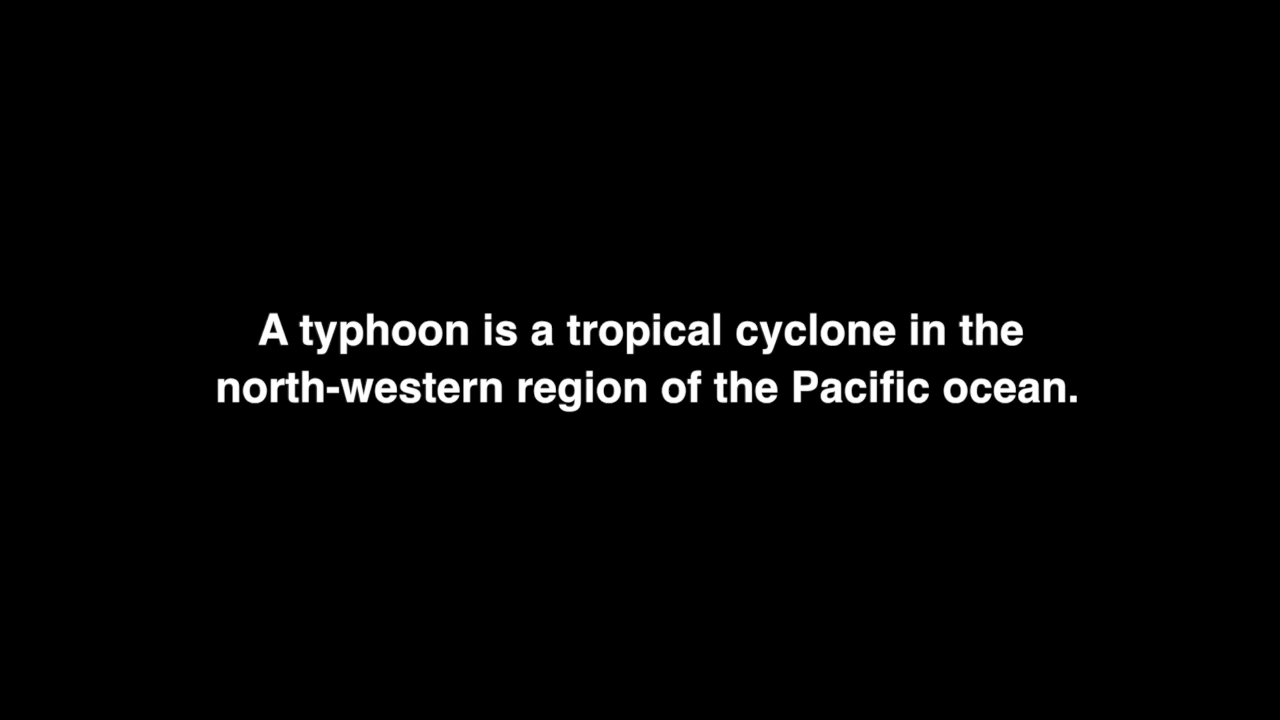 A typhoon is a tropical cyclone in the
north-western region of the Pacific ocean.